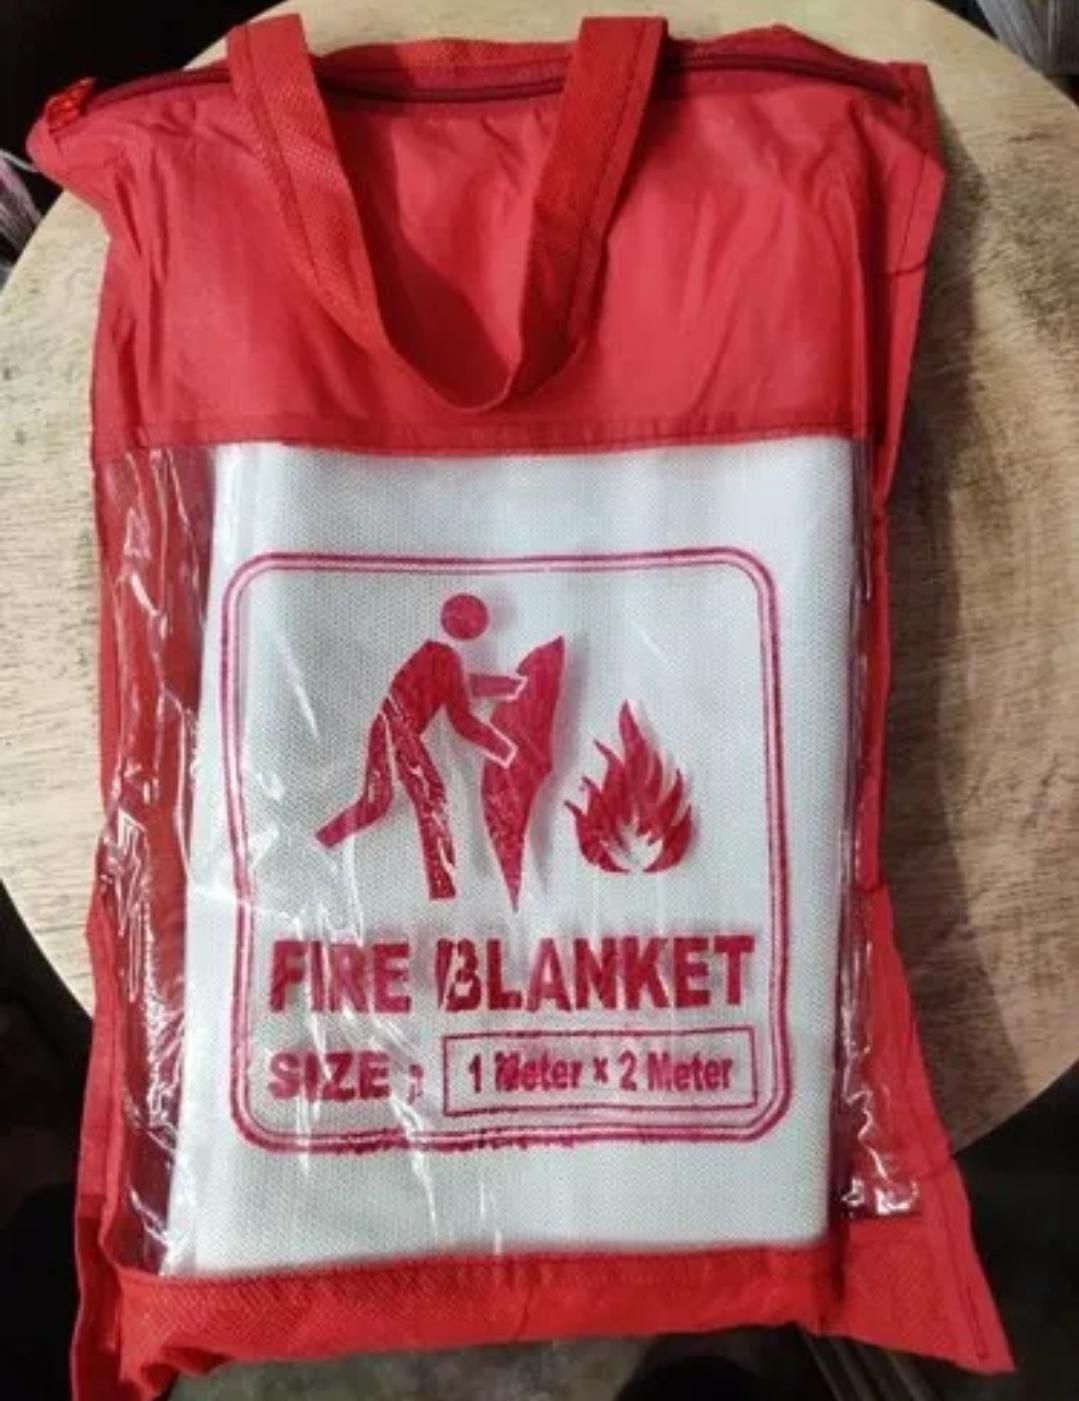 FIRE BLANKET
SIZE : 1 Meter x 2 Meter